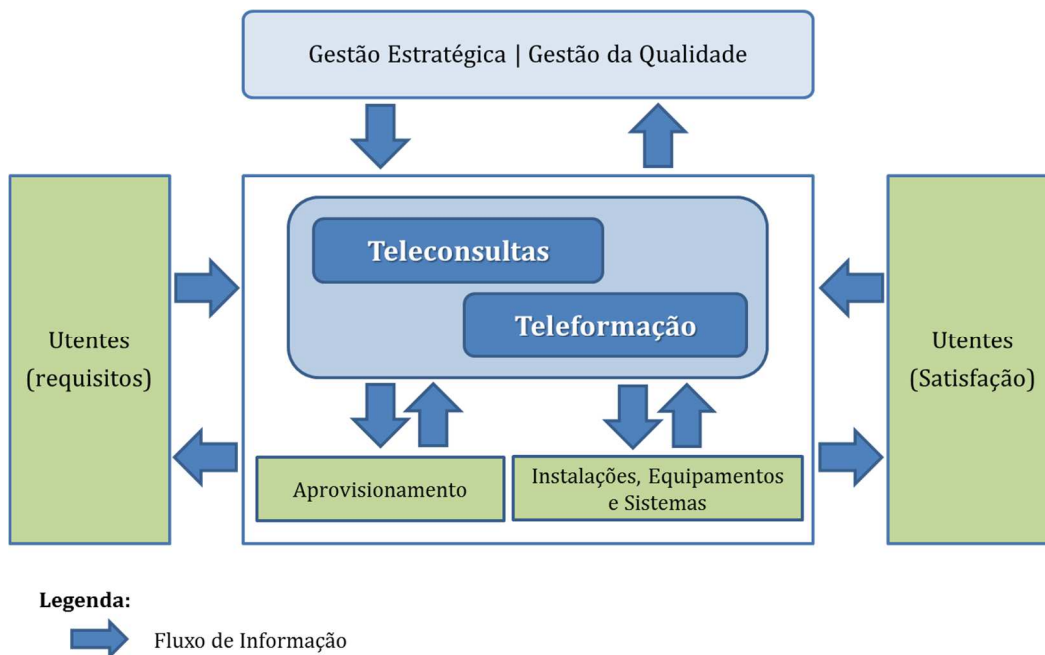 Gestão Estratégica | Gestão da Qualidade
Teleconsultas
Teleformação
Utentes
(requisitos)
Utentes
(Satisfação)
Aprovisionamento
Instalações, Equipamentos
e Sistemas
Legenda:
Fluxo de Informação